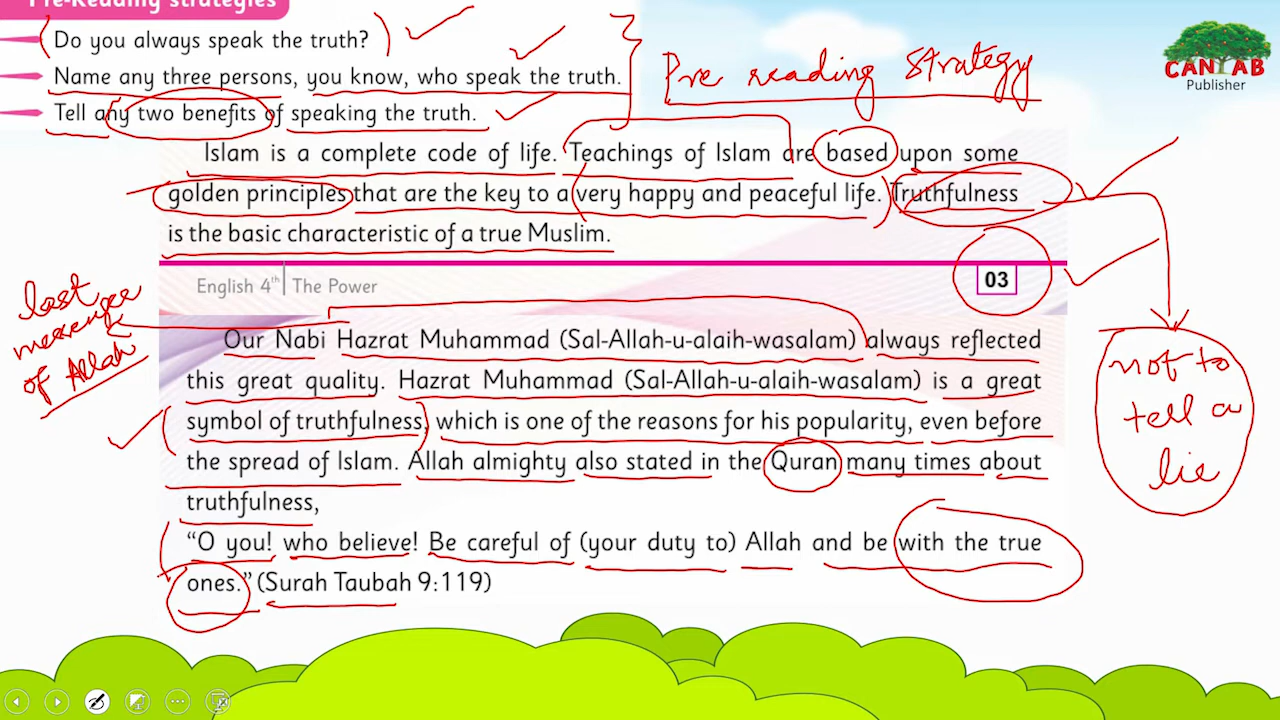 Pre-Reading strategies
Do you always speak the truth?
Name any three persons, you know, who speak the truth.
Tell any two benefits of speaking the truth.
Pre reading Strategy
CANTAB
Publisher
Islam is a complete code of life. Teachings of Islam are based upon some
golden principles that are the key to a very happy and peaceful life. Truthfulness
is the basic characteristic of a true Muslim.
English 4th The Power
03
last
of Allah
Our Nabi Hazrat Muhammad (Sal-Allah-u-alaih-wasalam) always reflected
this great quality. Hazrat Muhammad (Sal-Allah-u-alaih-wasalam) is a great
symbol of truthfulness, which is one of the reasons for his popularity, even before
the spread of Islam. Allah almighty also stated in the Quran many times about
truthfulness,
“O you! who believe! Be careful of (your duty to) Allah and be with the true
ones.” (Surah Taubah 9:119)
not to
tell a
lie